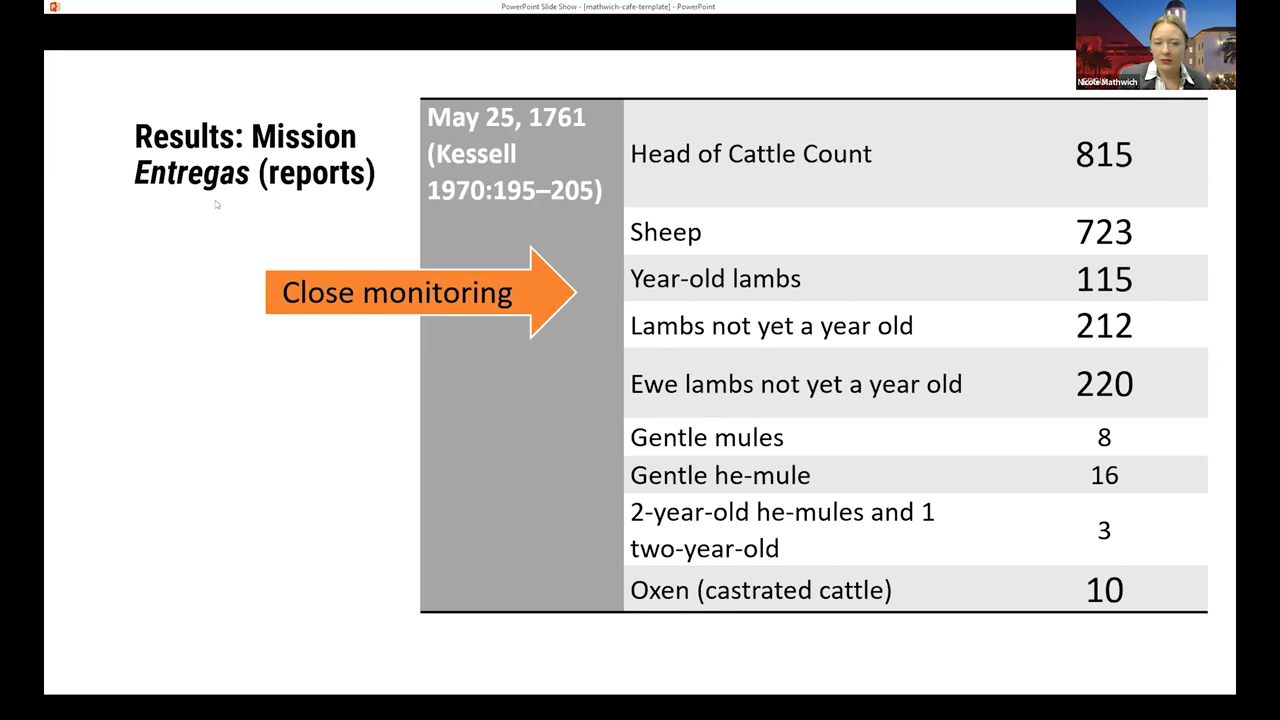 PowerPoint Slide Show - [mathwich-cafe-template] - PowerPoint
Nicole Mathwich
Results: Mission
Entregas (reports)
Close monitoring
May 25, 1761
(Kessell
1970:195–205)
Head of Cattle Count 815
Sheep 723
Year-old lambs 115
Lambs not yet a year old 212
Ewe lambs not yet a year old 220
Gentle mules 8
Gentle he-mule 16
2-year-old he-mules and 1
two-year-old 3
Oxen (castrated cattle) 10